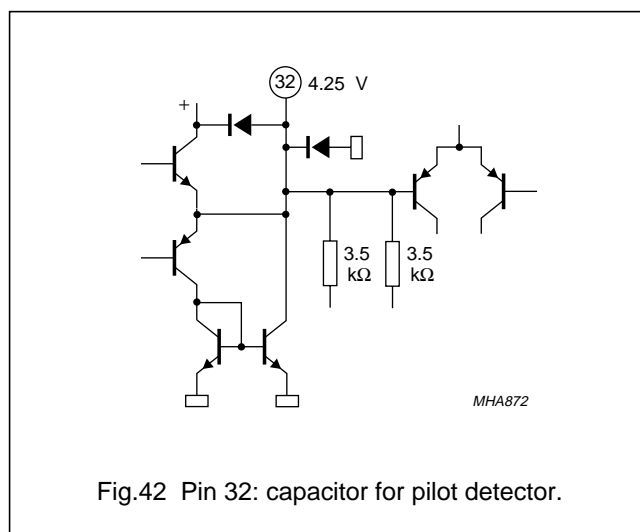 32 4.25 V
+
3.5
kΩ
3.5
kΩ
MHA872
Fig.42 Pin 32: capacitor for pilot detector.